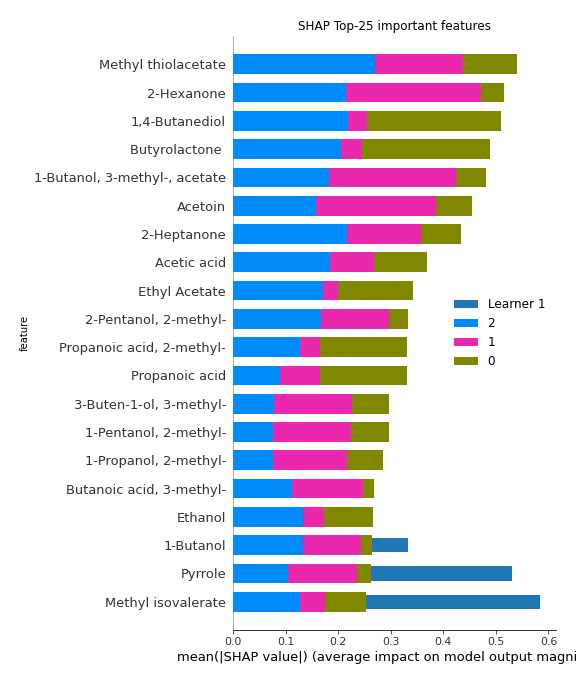 SHAP Top-25 important features
Methyl thiolacetate
2-Hexanone
1,4-Butanediol
Butyrolactone
1-Butanol, 3-methyl-, acetate
Acetoin
2-Heptanone
Acetic acid
Ethyl Acetate
2-Pentanol, 2-methyl-
Propanoic acid, 2-methyl-
Propanoic acid
3-Buten-1-ol, 3-methyl-
1-Pentanol, 2-methyl-
1-Propanol, 2-methyl-
Butanoic acid, 3-methyl-
Ethanol
1-Butanol
Pyrrole
Methyl isovalerate
feature
Learner 1
2
1
0
0.0 0.1 0.2 0.3 0.4 0.5 0.6
mean(|SHAP value|) (average impact on model output magni